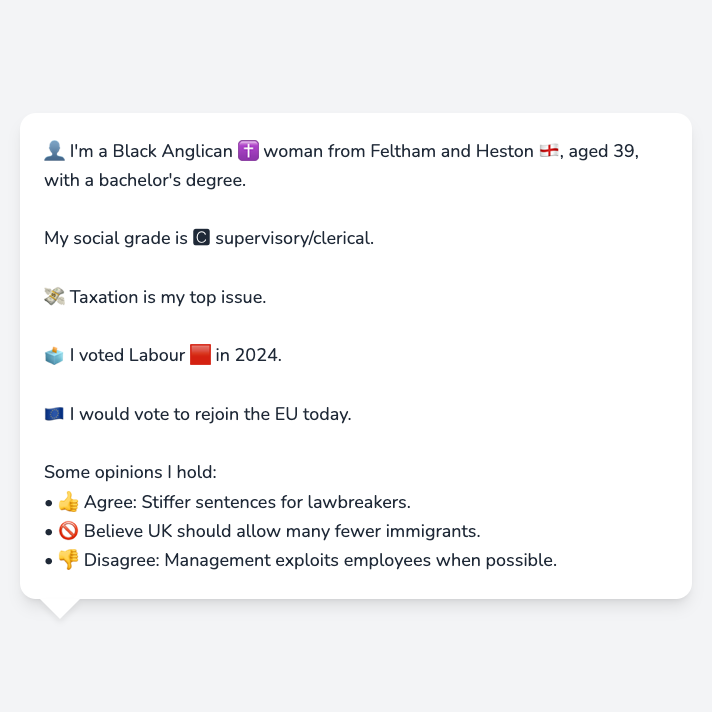 👤 I'm a Black Anglican ✝️ woman from Feltham and Heston 🏴󠁧󠁢󠁥󠁮󠁧󠁿, aged 39,
with a bachelor's degree.
My social grade is 🅲 supervisory/clerical.
💸 Taxation is my top issue.
🗳️ I voted Labour 🟥 in 2024.
🇪🇺 I would vote to rejoin the EU today.
Some opinions I hold:
• 👍 Agree: Stiffer sentences for lawbreakers.
• 🚫 Believe UK should allow many fewer immigrants.
• 👎 Disagree: Management exploits employees when possible.